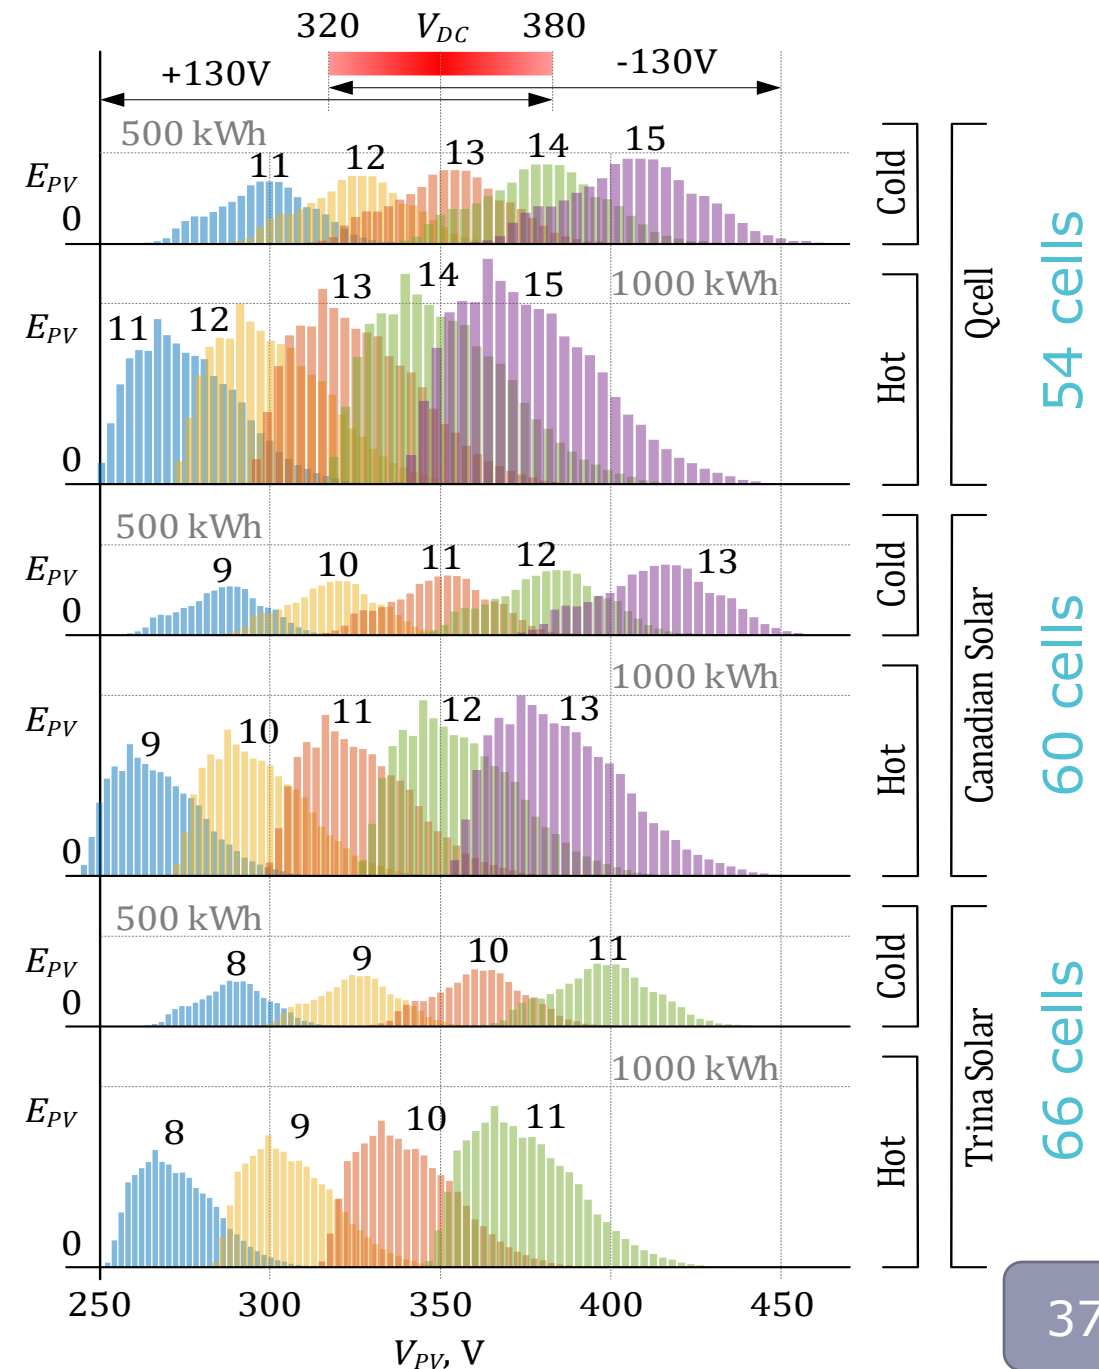 320 V_DC 380
+130V -130V
500 kWh
11 12 13 14 15
E_PV
0
Cold
11 12 13 14 15
1000 kWh
E_PV
0
Hot
Qcell
54 cells
500 kWh
9 10 11 12 13
E_PV
0
Cold
1000 kWh
9 10 11 12 13
E_PV
0
Hot
Canadian Solar
60 cells
500 kWh
8 9 10 11
E_PV
0
Cold
1000 kWh
8 9 10 11
E_PV
0
Hot
Trina Solar
66 cells
250 300 350 400 450
V_PV, V
37